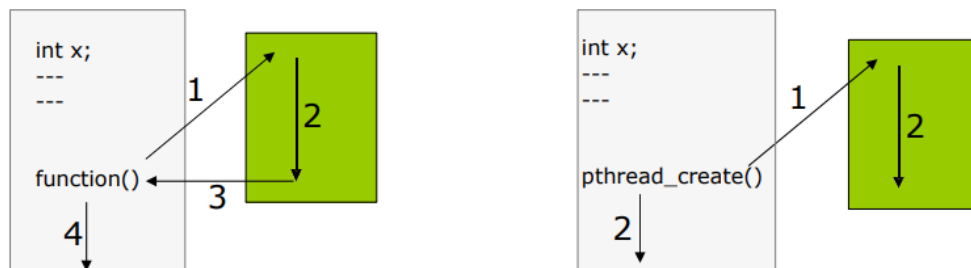 int x;
---
---
1
2
function()
3
4
int x;
---
---
1
2
pthread_create()
2